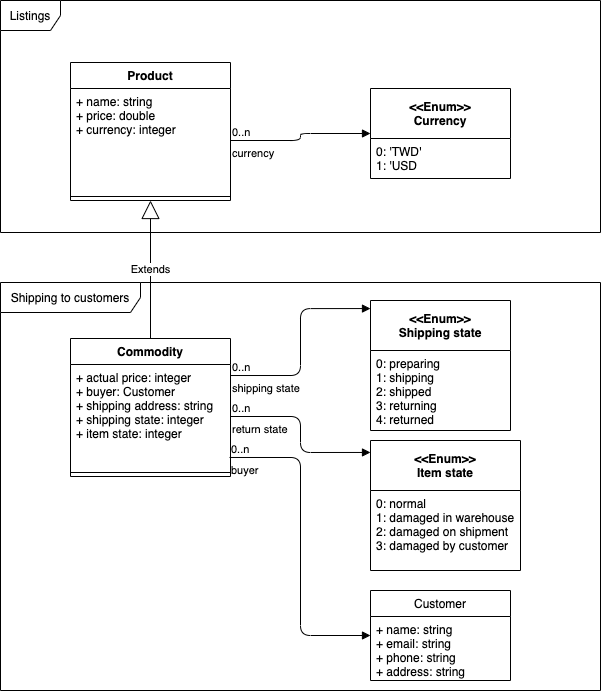 Listings
Product
+ name: string
+ price: double
+ currency: integer
0..n
currency
<<Enum>>
Currency
0: 'TWD'
1: 'USD
Extends
Shipping to customers
Commodity
+ actual price: integer
+ buyer: Customer
+ shipping address: string
+ shipping state: integer
+ item state: integer
0..n
shipping state
0..n
return state
0..n
buyer
<<Enum>>
Shipping state
0: preparing
1: shipping
2: shipped
3: returning
4: returned
<<Enum>>
Item state
0: normal
1: damaged in warehouse
2: damaged on shipment
3: damaged by customer
Customer
+ name: string
+ email: string
+ phone: string
+ address: string